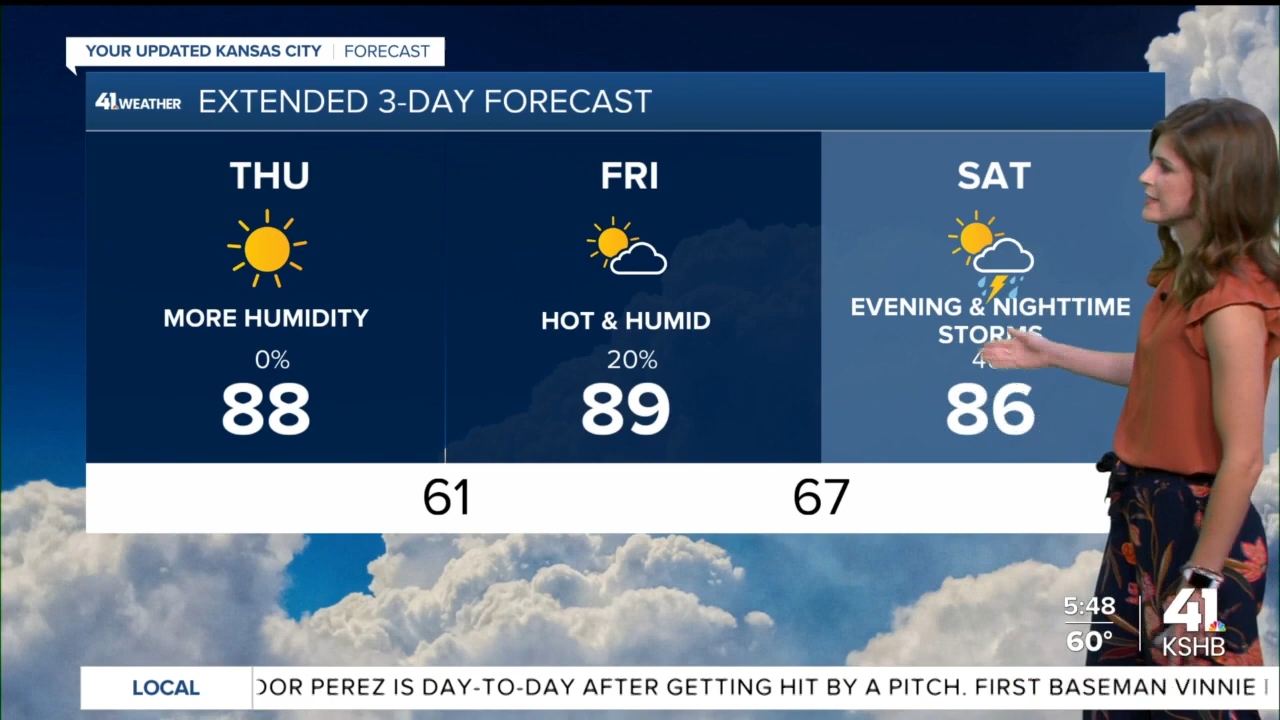 YOUR UPDATED KANSAS CITY | FORECAST
41 WEATHER EXTENDED 3-DAY FORECAST
THU
MORE HUMIDITY
0%
88
FRI
HOT & HUMID
20%
89
SAT
EVENING & NIGHTTIME
STORMS
86
61
67
5:48
60°
41
KSHB
LOCAL
PEREZ IS DAY-TO-DAY AFTER GETTING HIT BY A PITCH. FIRST BASEMAN VINNIE